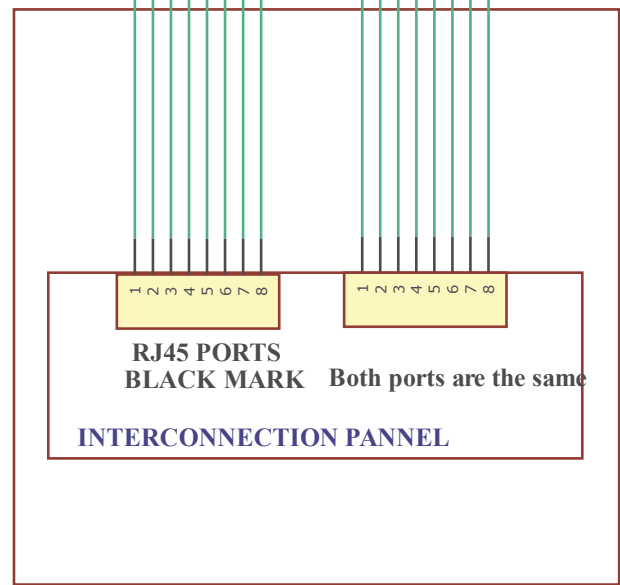 1 2 3 4 5 6 7 8
1 2 3 4 5 6 7 8
RJ45 PORTS
BLACK MARK
Both ports are the same
INTERCONNECTION PANNEL